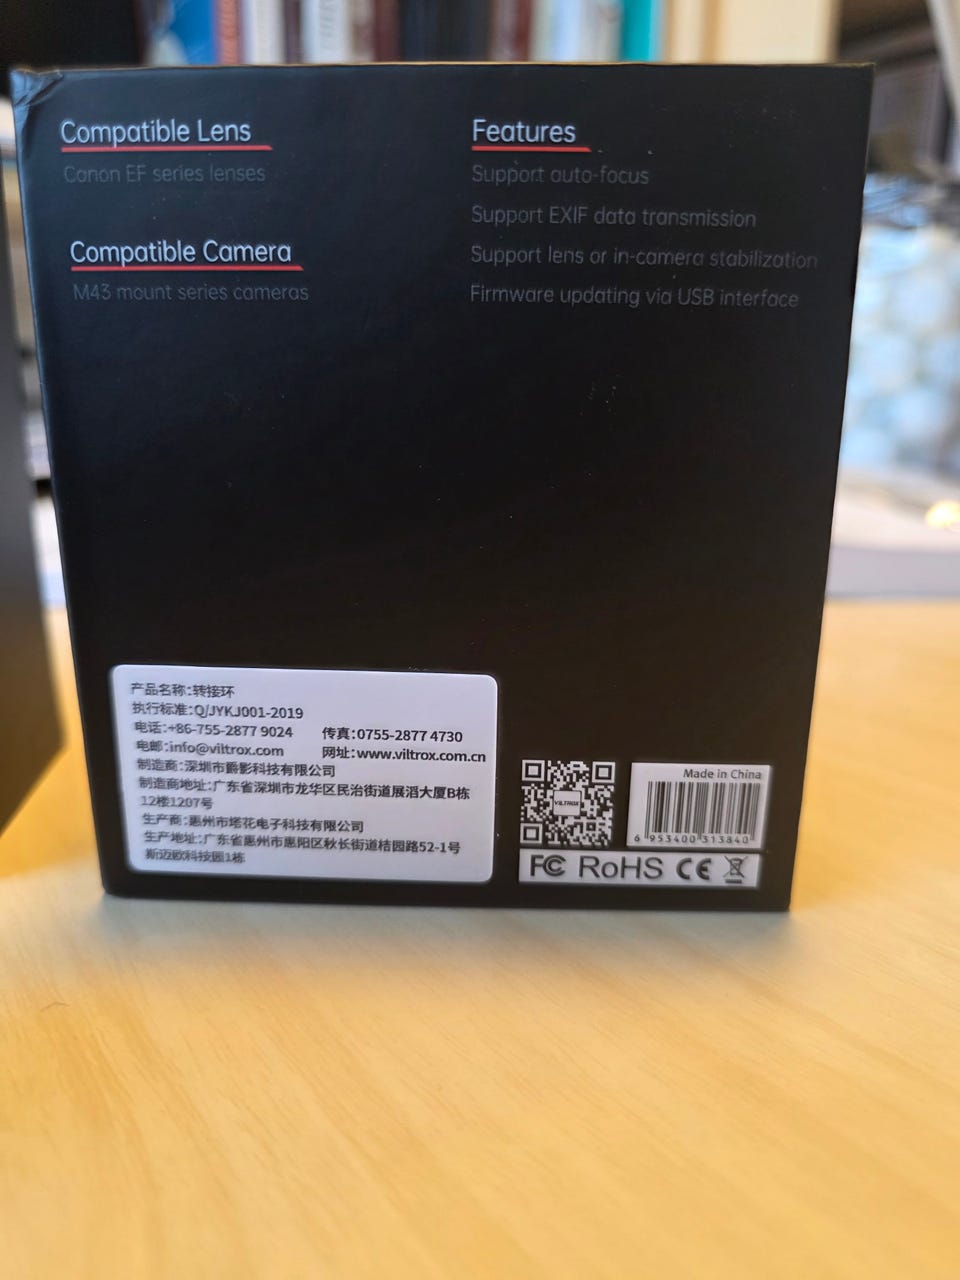 Compatible Lens
Canon EF series lenses
Compatible Camera
M43 mount series cameras
Features
Support auto-focus
Support EXIF data transmission
Support lens or in-camera stabilization
Firmware updating via USB interface
产品名称:转接环
执行标准:Q/JYKJ001-2019
电话:+86-755-2877 9024 传真:0755-2877 4730
电邮:info@viltrox.com 网址:www.viltrox.com.cn
制造商:深圳市爵影科技有限公司
制造商地址:广东省深圳市龙华区民治街道展滔大厦B栋
12楼1207号
生产商:惠州市塔花电子科技有限公司
生产地址:广东省惠州市惠阳区秋长街道桔园路52-1号
斯迈欧科技园1栋
VILTROX
Made in China
6 953400 313840
FC RoHS CE